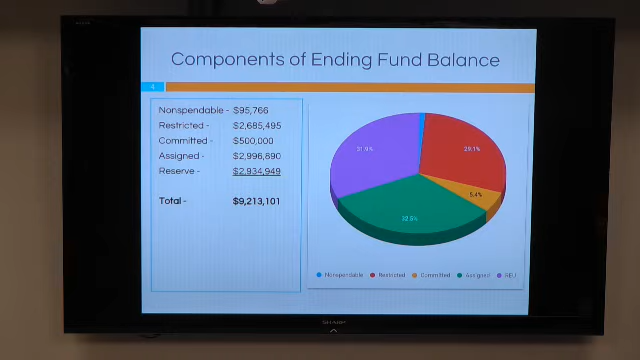 Components of Ending Fund Balance
4
Nonspendable - $95,766
Restricted - $2,685,495
Committed - $500,000
Assigned - $2,996,890
Reserve - $2,934,949
Total - $9,213,101
31.9%
29.1%
5.4%
32.5%
Nonspendable Restricted Committed Assigned REU
SHARP